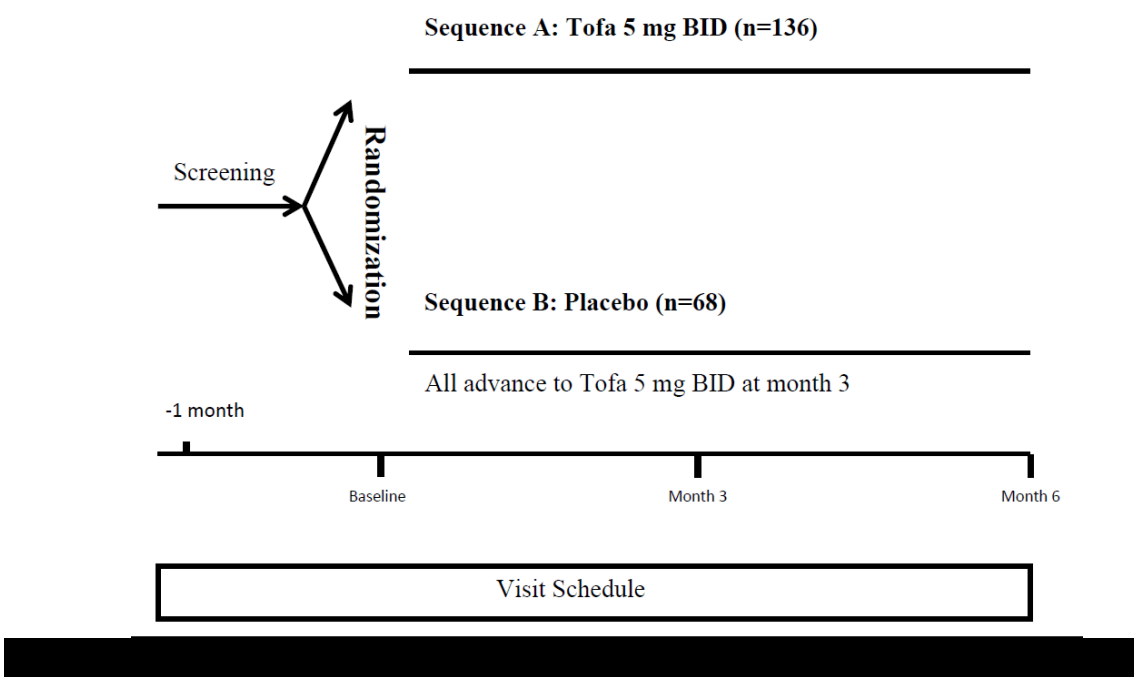 Sequence A: Tofa 5 mg BID (n=136)
Screening
Randomization
Sequence B: Placebo (n=68)
All advance to Tofa 5 mg BID at month 3
-1 month
Baseline
Month 3
Month 6
Visit Schedule